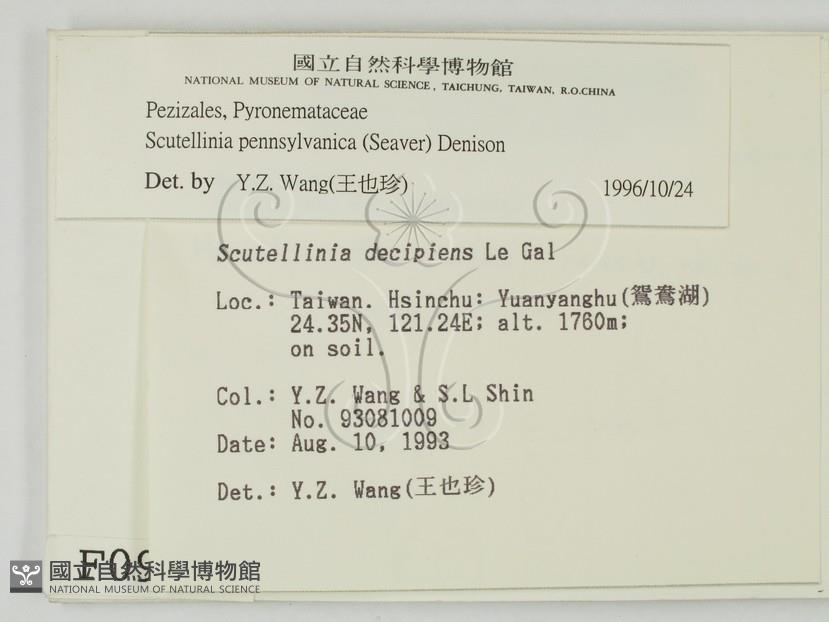 國立自然科學博物館
NATIONAL MUSEUM OF NATURAL SCIENCE, TAICHUNG, TAIWAN, R.O.CHINA
Pezizales, Pyronemataceae
Scutellinia pennsylvanica (Seaver) Denison
Det. by Y.Z. Wang(王也珍) 1996/10/24
Scutellinia decipiens Le Gal
Loc.: Taiwan. Hsinchu: Yuanyanghu(鴛鴦湖)
24.35N, 121.24E; alt. 1760m;
on soil.
Col.: Y.Z. Wang & S.L Shin
No. 93081009
Date: Aug. 10, 1993
Det.: Y.Z. Wang(王也珍)
F09
國立自然科學博物館
NATIONAL MUSEUM OF NATURAL SCIENCE